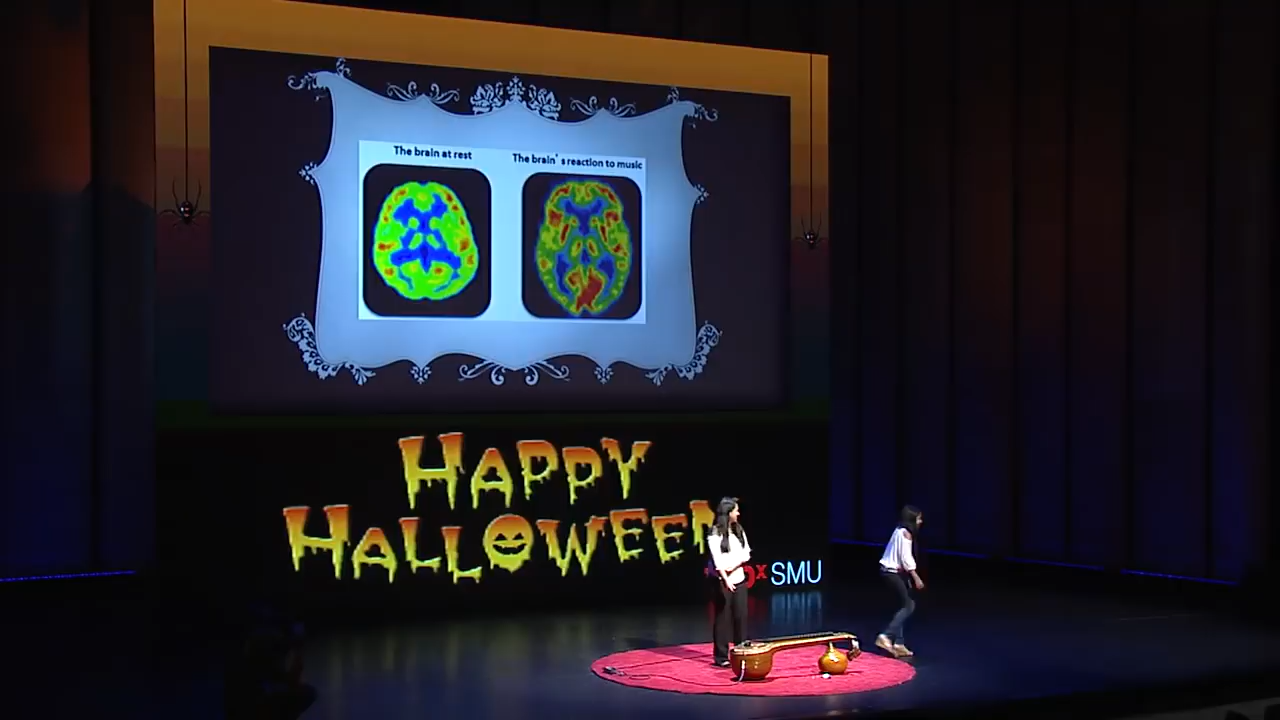 The brain at rest
The brain's reaction to music
HAPPY
HALLOWEEN
x SMU